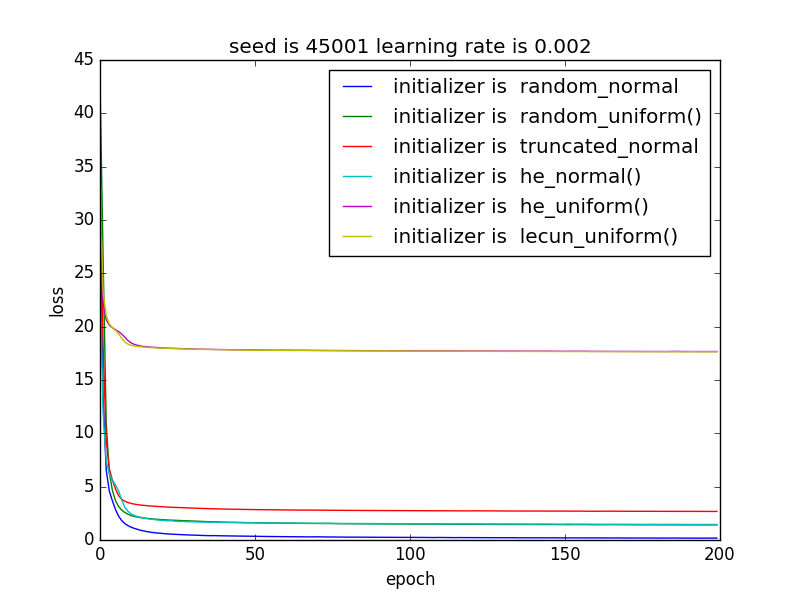 seed is 45001 learning rate is 0.002
45
40
35
30
25
20
15
10
5
0
loss
initializer is  random_normal
initializer is  random_uniform()
initializer is  truncated_normal
initializer is  he_normal()
initializer is  he_uniform()
initializer is  lecun_uniform()
0 50 100 150 200
epoch